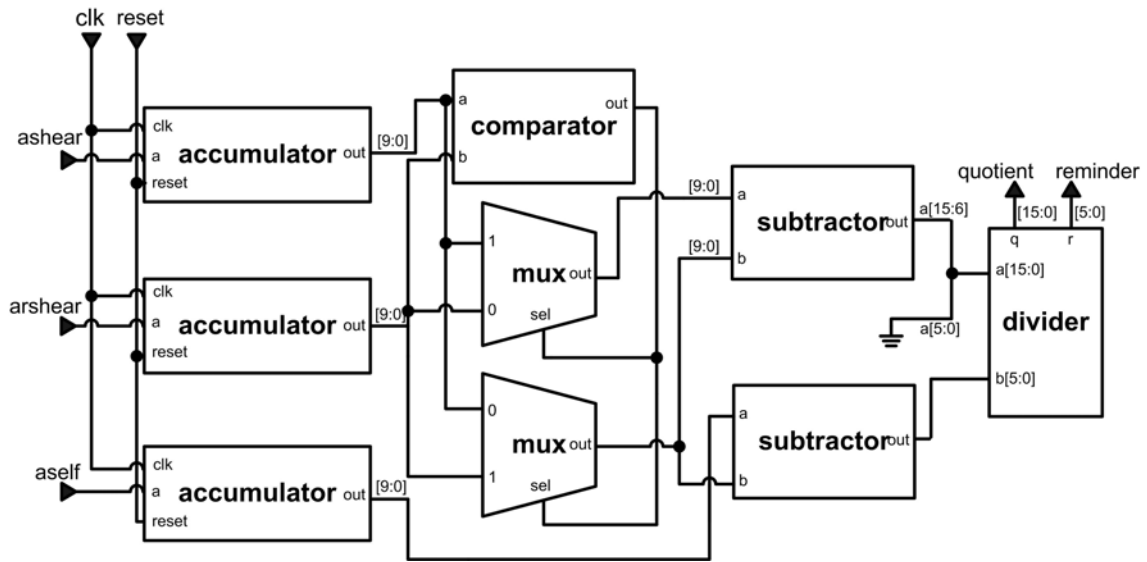 clk reset
ashear
clk
a
reset
accumulator
out
[9:0]
a
b
comparator
out
arshear
clk
a
reset
accumulator
out
[9:0]
1
0
mux
out
sel
[9:0]
[9:0]
a
b
subtractor
out
a[15:6]
a[5:0]
quotient reminder
[15:0] [5:0]
q r
a[15:0]
divider
b[5:0]
aself
clk
a
reset
accumulator
out
[9:0]
0
1
mux
out
sel
a
b
subtractor
out